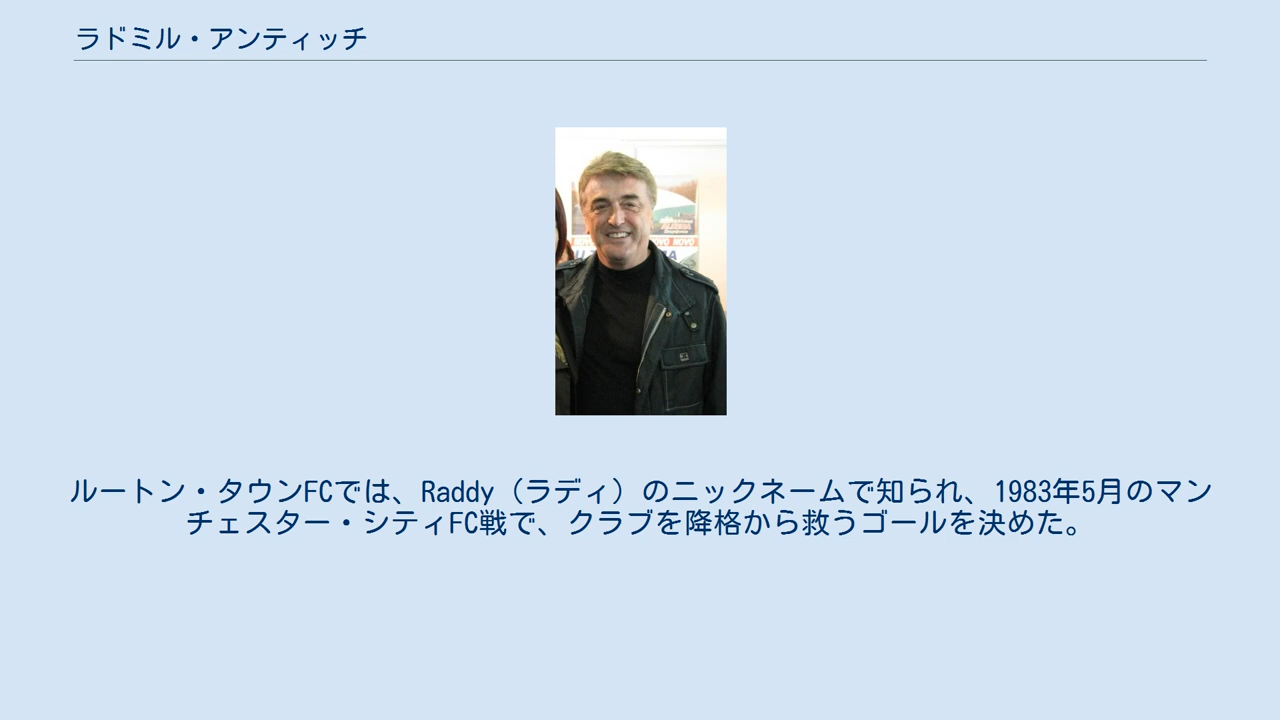 ラドミル・アンティッチ
NOVO
ルートン・タウンFCでは、Raddy（ラディ）のニックネームで知られ、1983年5月のマン
チェスター・シティFC戦で、クラブを降格から救うゴールを決めた。